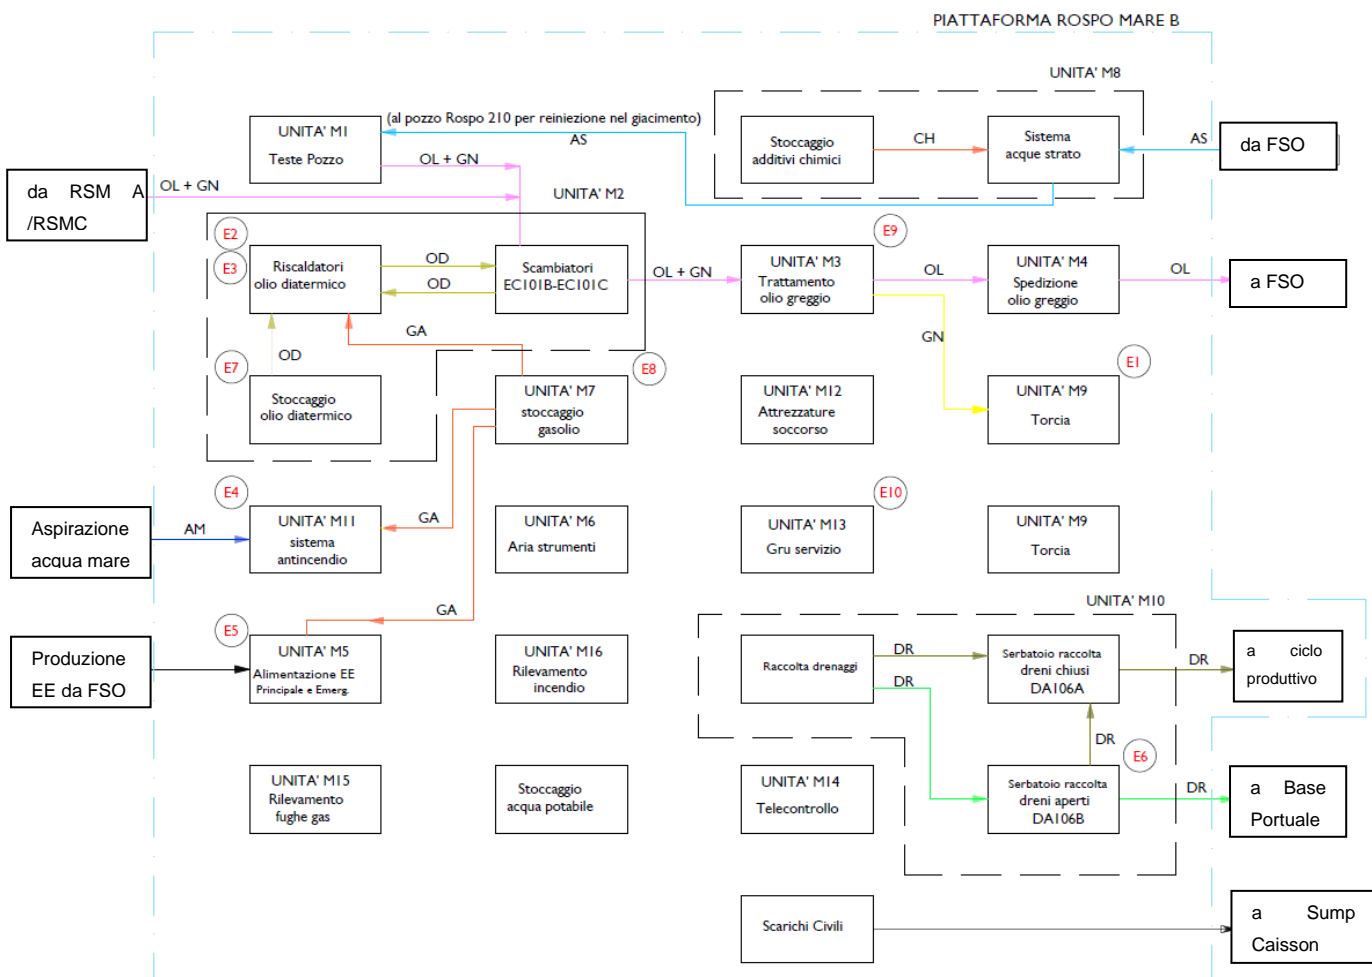 PIATTAFORMA ROSPO MARE B
UNITA' M8
UNITA' M1
Teste Pozzo
(al pozzo Rospo 210 per reiniezione nel giacimento)
AS
OL + GN
Stoccaggio
additivi chimici
CH
Sistema
acque strato
AS
da FSO
da RSM A
/RSMC
OL + GN
UNITA' M2
E2
E3
Riscaldatori
olio diatermico
OD
OD
Scambiatori
EC101B-EC101C
OL + GN
E9
UNITA' M3
Trattamento
olio greggio
OL
UNITA' M4
Spedizione
olio greggio
OL
a FSO
GA
GN
OD
E7
Stoccaggio
olio diatermico
E8
UNITA' M7
stoccaggio
gasolio
UNITA' M12
Attrezzature
soccorso
E1
UNITA' M9
Torcia
E4
Aspirazione
acqua mare
AM
UNITA' M11
sistema
antincendio
GA
UNITA' M6
Aria strumenti
E10
UNITA' M13
Gru servizio
UNITA' M9
Torcia
GA
UNITA' M10
E5
Produzione
EE da FSO
UNITA' M5
Alimentazione EE
Principale e Emerg.
UNITA' M16
Rilevamento
incendio
Raccolta drenaggi
DR
DR
Serbatoio raccolta
dreni chiusi
DA106A
DR
a ciclo
produttivo
DR
E6
UNITA' M15
Rilevamento
fughe gas
Stoccaggio
acqua potabile
UNITA' M14
Telecontrollo
Serbatoio raccolta
dreni aperti
DA106B
DR
a Base
Portuale
Scarichi Civili
a Sump
Caisson